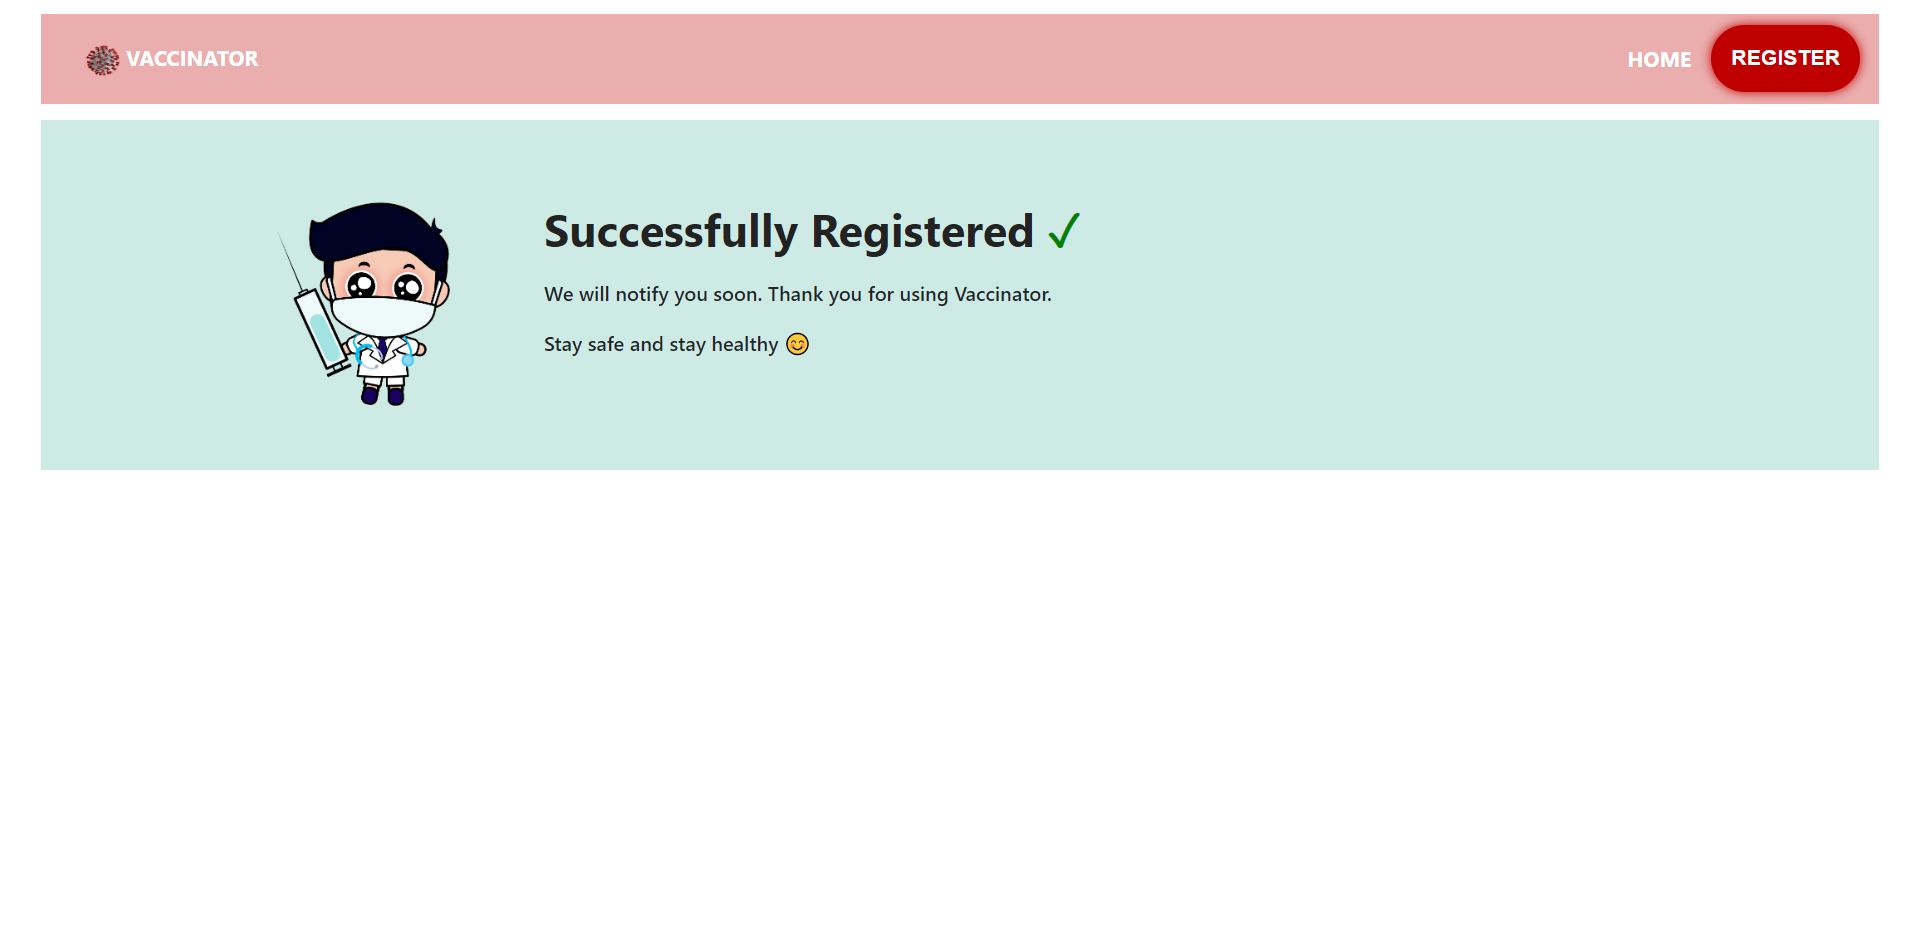 VACCINATOR
HOME
REGISTER
Successfully Registered ✓
We will notify you soon. Thank you for using Vaccinator.
Stay safe and stay healthy 😊